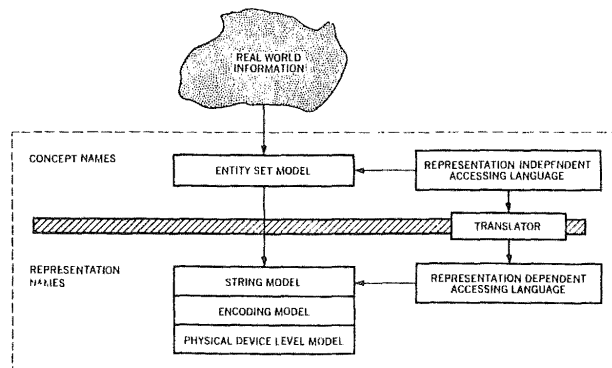 REAL WORLD
INFORMATION
CONCEPT NAMES
ENTITY SET MODEL
REPRESENTATION INDEPENDENT
ACCESSING LANGUAGE
TRANSLATOR
REPRESENTATION
NAMES
STRING MODEL
REPRESENTATION DEPENDENT
ACCESSING LANGUAGE
ENCODING MODEL
PHYSICAL DEVICE LEVEL MODEL